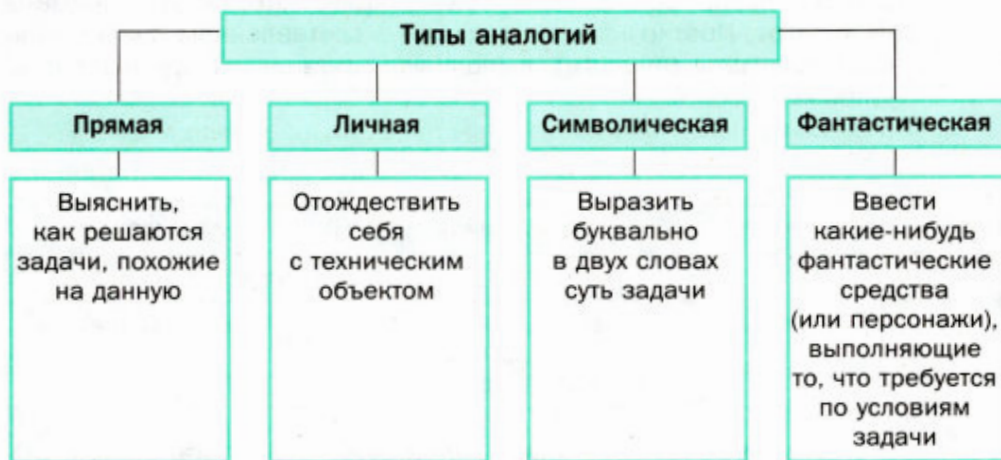 Типы аналогий
Прямая
Личная
Символическая
Фантастическая
Выяснить,
как решаются
задачи, похожие
на данную
Отождествить
себя
с техническим
объектом
Выразить
буквально
в двух словах
суть задачи
Ввести
какие-нибудь
фантастические
средства
(или персонажи),
выполняющие
то, что требуется
по условиям
задачи